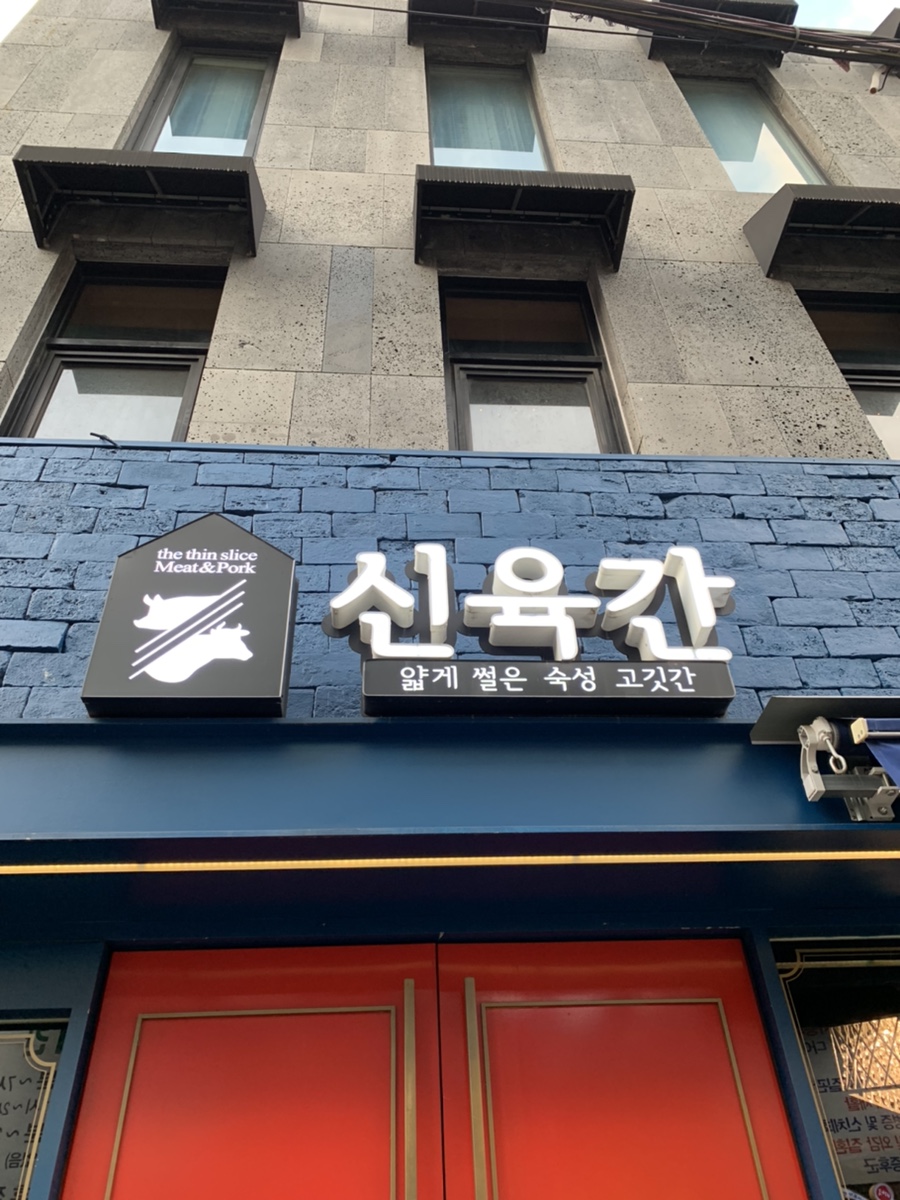 the thin slice
Meat&Pork
신육간
얇게 썰은 숙성 고깃간